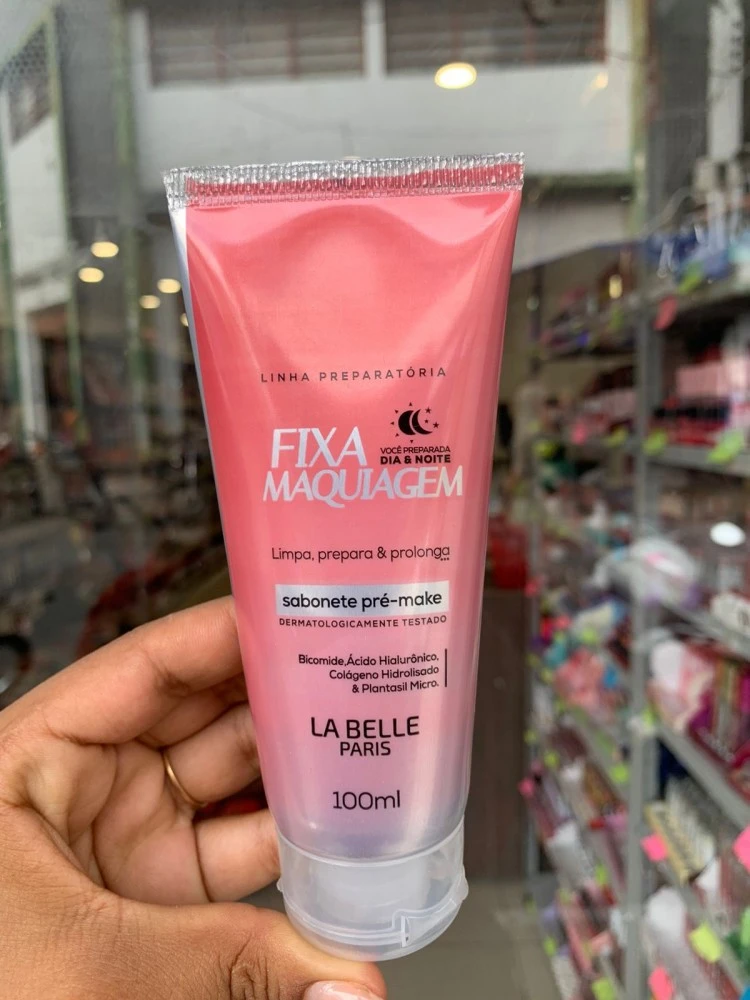 LINHA PREPARATÓRIA
FIXA
MAQUIAGEM
VOCÊ PREPARADA
DIA & NOITE
Limpa, prepara & prolonga...
sabonete pré-make
DERMATOLOGICAMENTE TESTADO
Bicomide,Ácido Hialurônico,
Colágeno Hidrolisado
& Plantasil Micro.
LA BELLE
PARIS
100ml